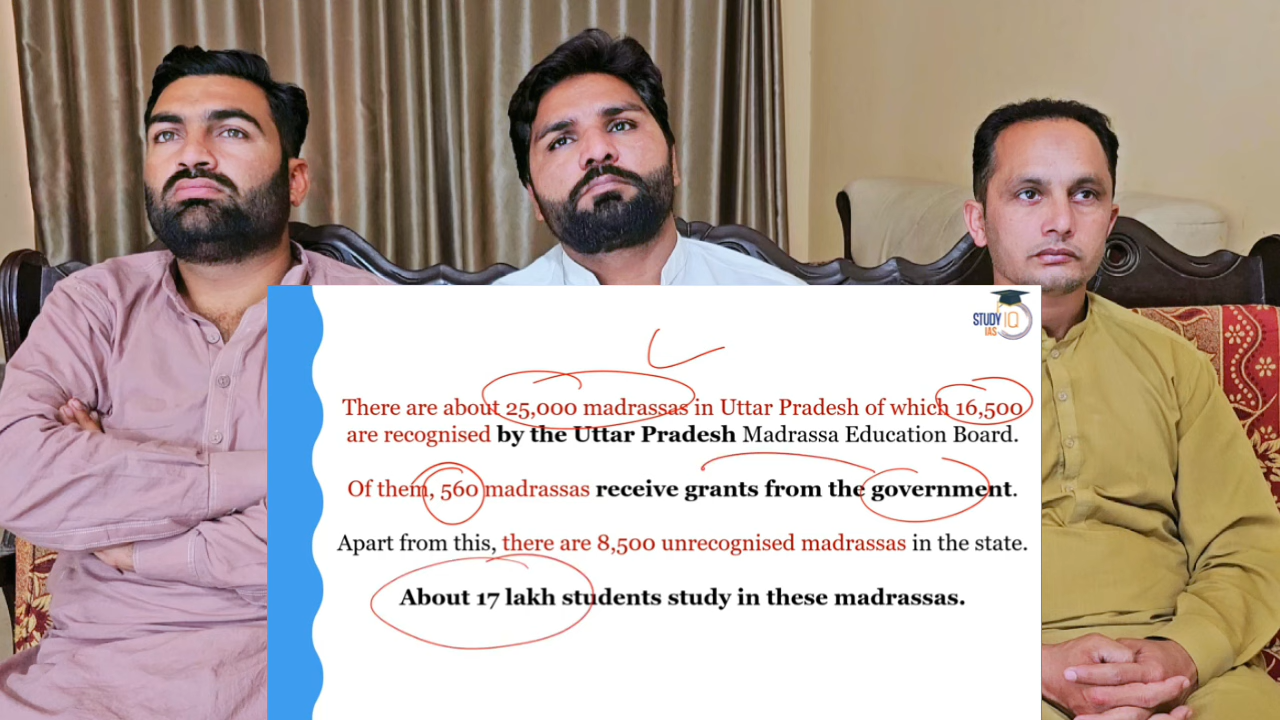 STUDY IQ
IAS
There are about 25,000 madrassas in Uttar Pradesh of which 16,500
are recognised by the Uttar Pradesh Madrassa Education Board.
Of them, 560 madrassas receive grants from the government.
Apart from this, there are 8,500 unrecognised madrassas in the state.
About 17 lakh students study in these madrassas.